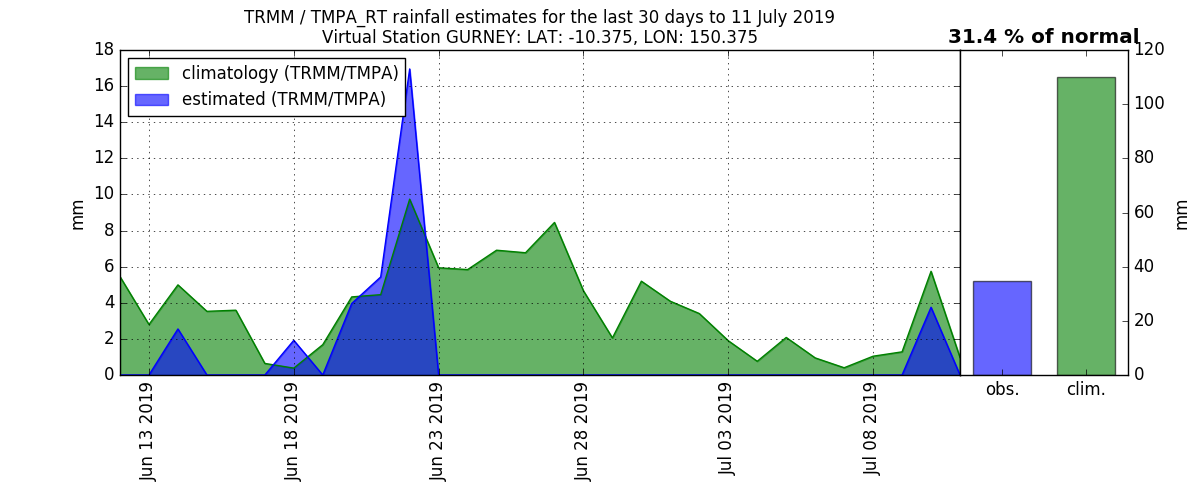 TRMM / TMPA_RT rainfall estimates for the last 30 days to 11 July 2019
Virtual Station GURNEY: LAT: -10.375, LON: 150.375
31.4 % of normal
climatology (TRMM/TMPA)
estimated (TRMM/TMPA)
18
16
14
12
10
8
6
4
2
0
mm
Jun 13 2019
Jun 18 2019
Jun 23 2019
Jun 28 2019
Jul 03 2019
Jul 08 2019
obs.
clim.
120
100
80
60
40
20
0
mm